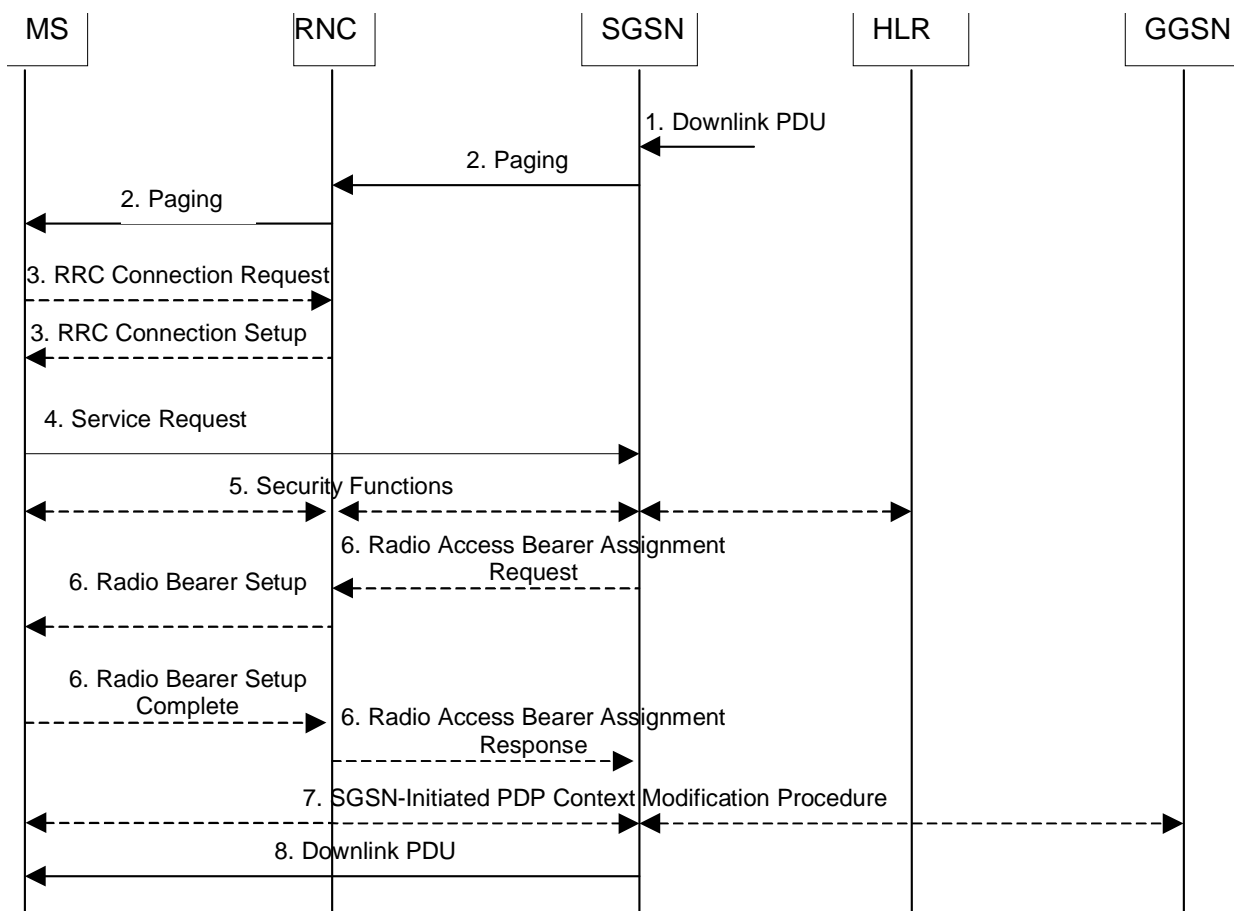 MS
RNC
SGSN
HLR
GGSN
1. Downlink PDU
2. Paging
2. Paging
3. RRC Connection Request
3. RRC Connection Setup
4. Service Request
5. Security Functions
6. Radio Access Bearer Assignment
Request
6. Radio Bearer Setup
6. Radio Bearer Setup
Complete
6. Radio Access Bearer Assignment
Response
7. SGSN-Initiated PDP Context Modification Procedure
8. Downlink PDU